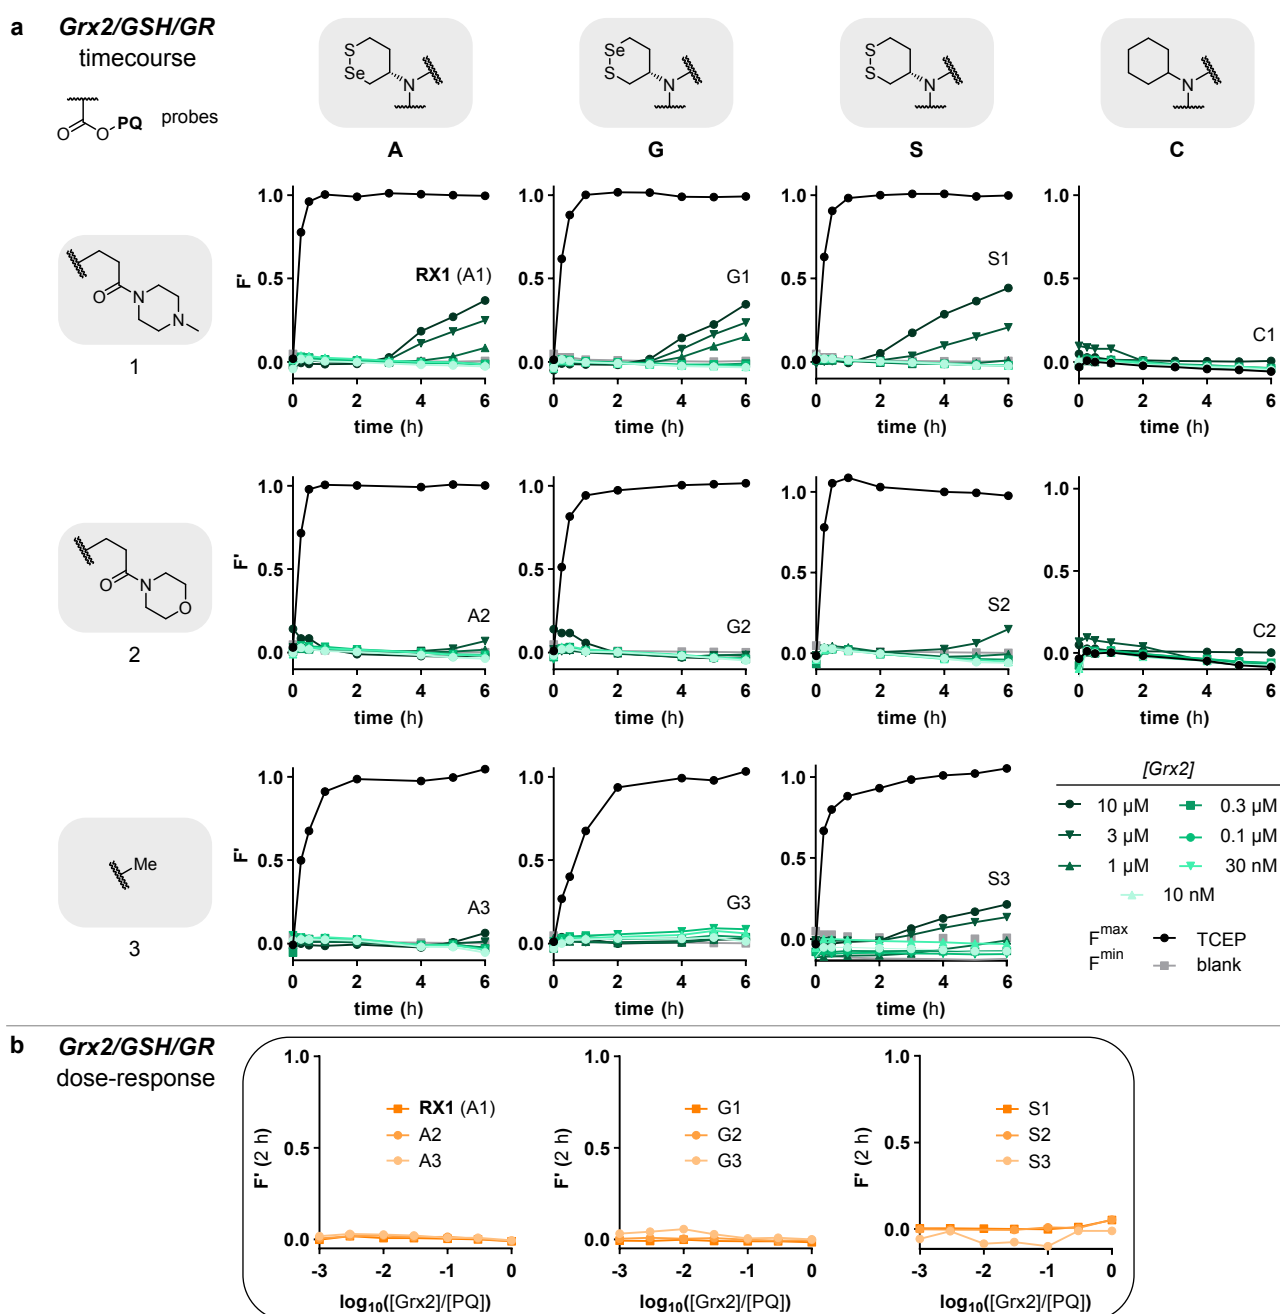 a Grx2/GSH/GR
timecourse
O O-PQ probes
S Se N
A
Se S N
G
S S N
S
N
C
1.0 0.5 0.0
F'
RX1 (A1)
0 2 4 6
time (h)
1.0 0.5 0.0
G1
0 2 4 6
time (h)
1.0 0.5 0.0
S1
0 2 4 6
time (h)
1.0 0.5 0.0
C1
0 2 4 6
time (h)
O N N
1
1.0 0.5 0.0
F'
A2
0 2 4 6
time (h)
1.0 0.5 0.0
G2
0 2 4 6
time (h)
1.0 0.5 0.0
S2
0 2 4 6
time (h)
1.0 0.5 0.0
C2
0 2 4 6
time (h)
O N O
2
1.0 0.5 0.0
F'
A3
0 2 4 6
time (h)
1.0 0.5 0.0
G3
0 2 4 6
time (h)
1.0 0.5 0.0
S3
0 2 4 6
time (h)
Me
3
[Grx2]
10 µM 0.3 µM
3 µM 0.1 µM
1 µM 30 nM
10 nM
Fmax TCEP
Fmin blank
b Grx2/GSH/GR
dose-response
1.0 0.5 0.0
F' (2 h)
RX1 (A1)
A2
A3
-3 -2 -1 0
log10([Grx2]/[PQ])
1.0 0.5 0.0
F' (2 h)
G1
G2
G3
-3 -2 -1 0
log10([Grx2]/[PQ])
1.0 0.5 0.0
F' (2 h)
S1
S2
S3
-3 -2 -1 0
log10([Grx2]/[PQ])